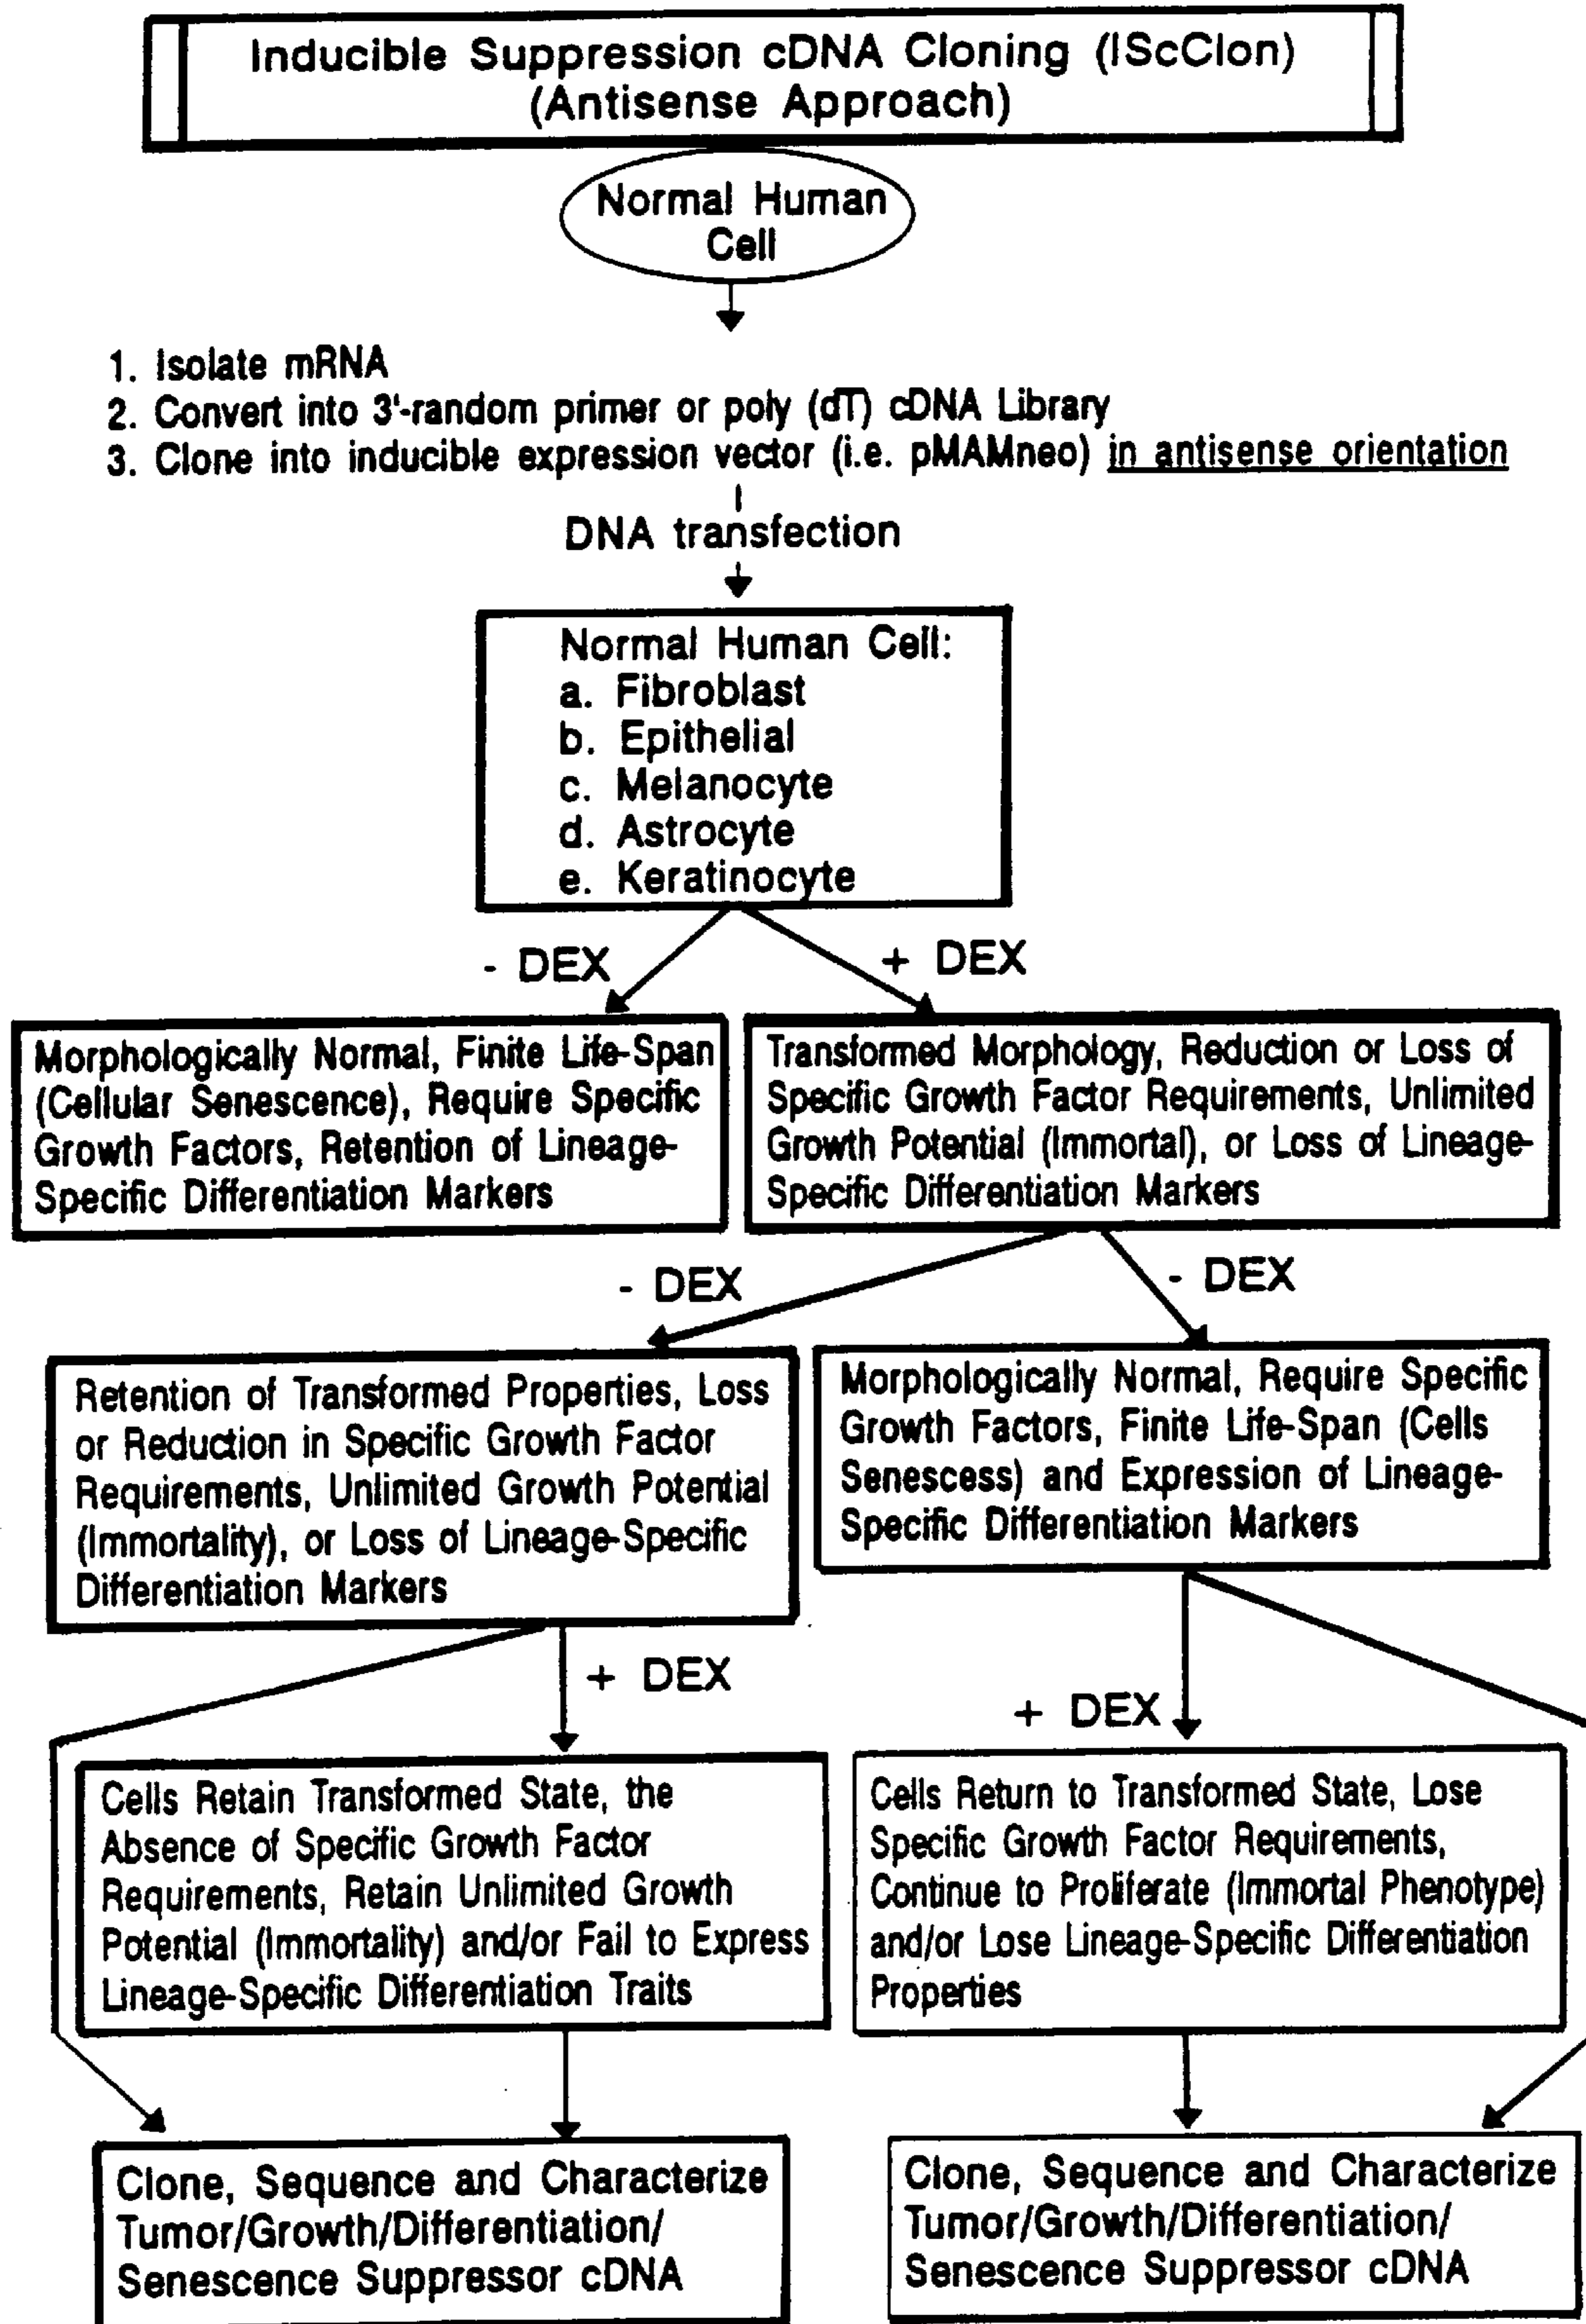 Inducible Suppression cDNA Cloning (IScClon)
(Antisense Approach)
Normal Human
Cell
1. Isolate mRNA
2. Convert into 3'-random primer or poly (dT) cDNA Library
3. Clone into inducible expression vector (i.e. pMAMneo) in antisense orientation
DNA transfection
Normal Human Cell:
a. Fibroblast
b. Epithelial
c. Melanocyte
d. Astrocyte
e. Keratinocyte
- DEX
+ DEX
Morphologically Normal, Finite Life-Span
(Cellular Senescence), Require Specific
Growth Factors, Retention of Lineage-
Specific Differentiation Markers
Transformed Morphology, Reduction or Loss of
Specific Growth Factor Requirements, Unlimited
Growth Potential (Immortal), or Loss of Lineage-
Specific Differentiation Markers
- DEX
- DEX
Retention of Transformed Properties, Loss
or Reduction in Specific Growth Factor
Requirements, Unlimited Growth Potential
(Immortality), or Loss of Lineage-Specific
Differentiation Markers
Morphologically Normal, Require Specific
Growth Factors, Finite Life-Span (Cells
Senescess) and Expression of Lineage-
Specific Differentiation Markers
+ DEX
+ DEX
Cells Retain Transformed State, the
Absence of Specific Growth Factor
Requirements, Retain Unlimited Growth
Potential (Immortality) and/or Fail to Express
Lineage-Specific Differentiation Traits
Cells Return to Transformed State, Lose
Specific Growth Factor Requirements,
Continue to Proliferate (Immortal Phenotype)
and/or Lose Lineage-Specific Differentiation
Properties
Clone, Sequence and Characterize
Tumor/Growth/Differentiation/
Senescence Suppressor cDNA
Clone, Sequence and Characterize
Tumor/Growth/Differentiation/
Senescence Suppressor cDNA